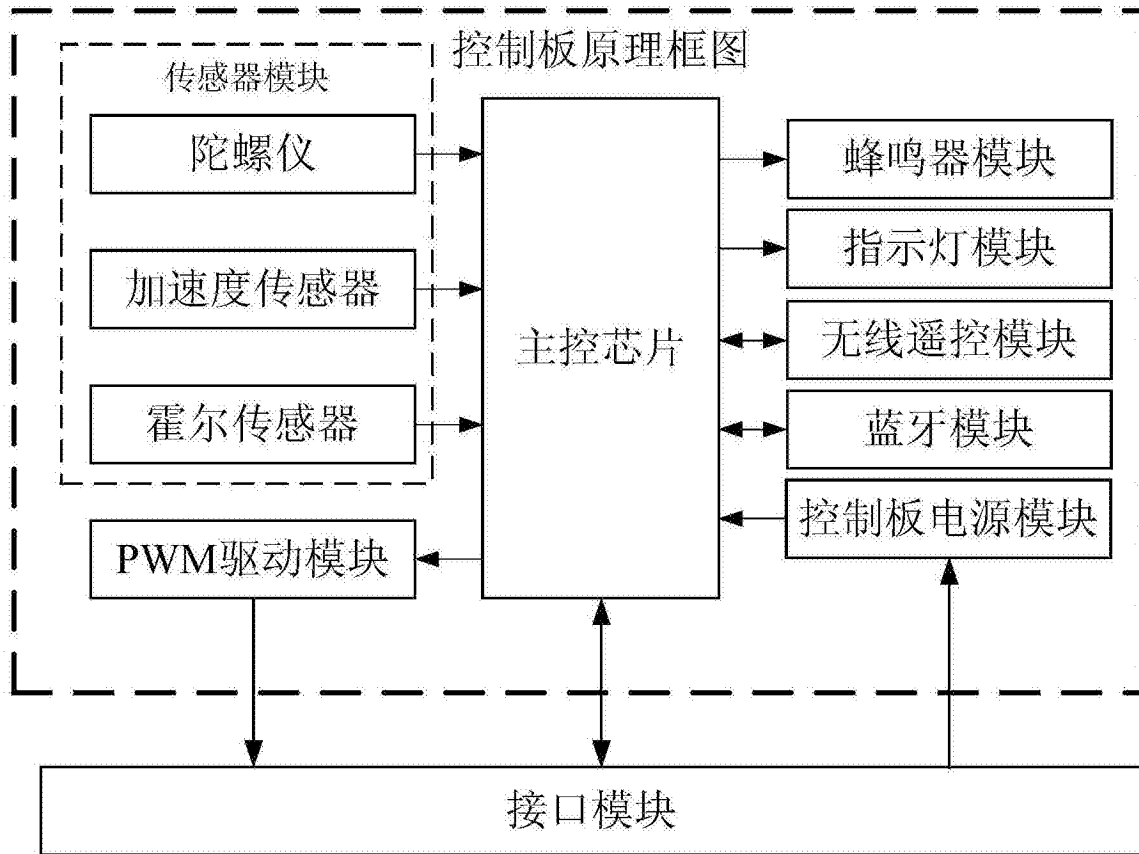 控制板原理框图
传感器模块
陀螺仪
加速度传感器
霍尔传感器
PWM驱动模块
主控芯片
蜂鸣器模块
指示灯模块
无线遥控模块
蓝牙模块
控制板电源模块
接口模块